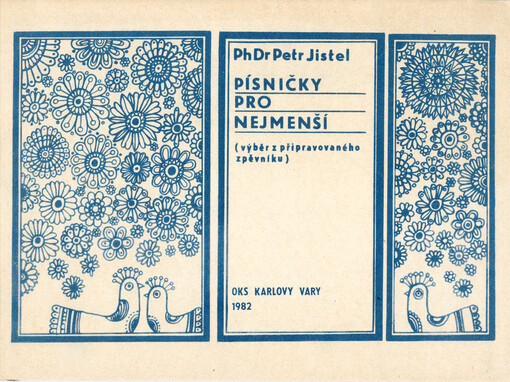 PhDr Petr Jistel
PÍSNIČKY
PRO
NEJMENŠÍ
(výběr z připravovaného
zpěvníku)
OKS KARLOVY VARY
1982